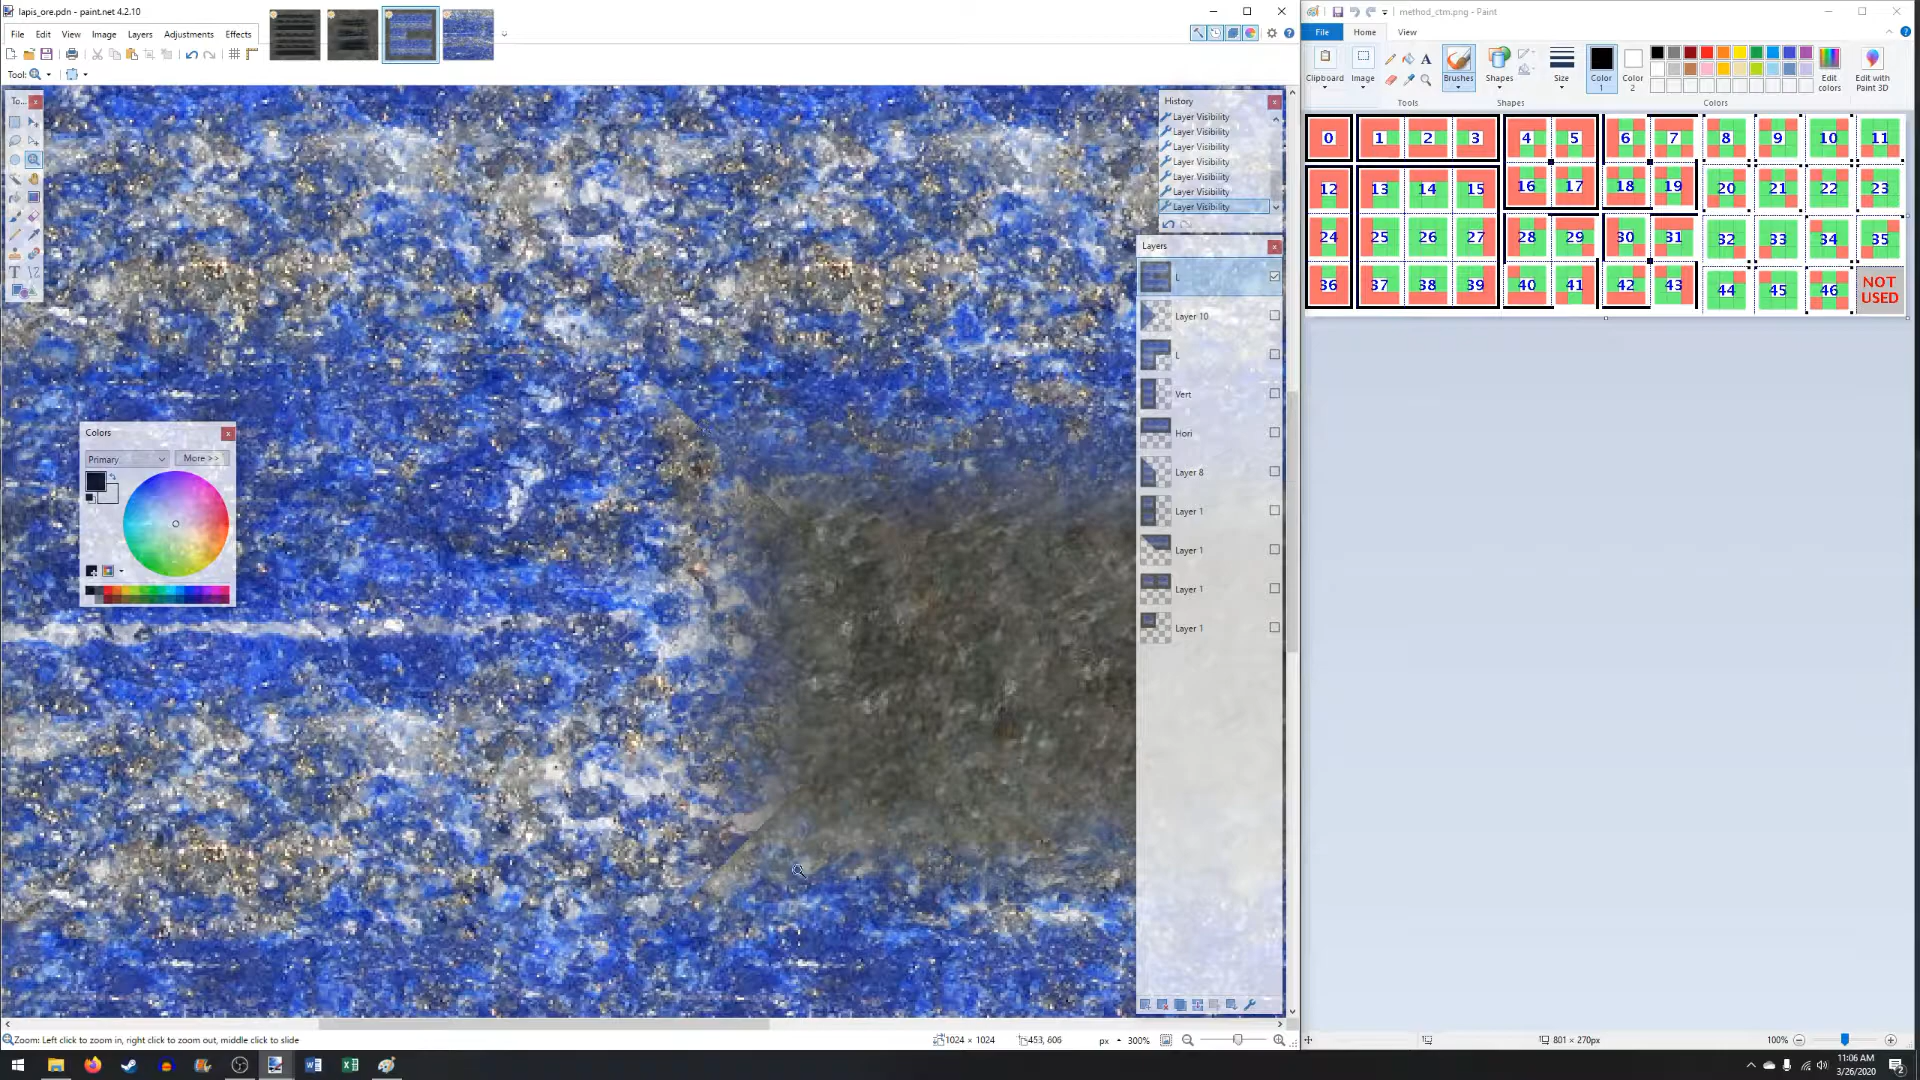 lapis_ore.pdn - paint.net 4.2.10
File Edit View Image Layers Adjustments Effects
Tool:
To...
History
Layer Visibility
Layer Visibility
Layer Visibility
Layer Visibility
Layer Visibility
Layer Visibility
Layer Visibility
Layers
L
Layer 10
L
Vert
Hori
Layer 8
Layer 1
Layer 1
Layer 1
Layer 1
Colors
Primary
More >>
Zoom: Left click to zoom in, right click to zoom out, middle click to slide
1024 × 1024
453, 606
px
300%
method_ctm.png - Paint
File Home View
Clipboard
Image
Tools
Brushes
Shapes
Shapes
Size
Color 1
Color 2
Colors
Edit colors
Edit with Paint 3D
0 1 2 3 4 5 6 7 8 9 10 11
12 13 14 15 16 17 18 19 20 21 22 23
24 25 26 27 28 29 30 31 32 33 34 35
36 37 38 39 40 41 42 43 44 45 46 NOT USED
801 × 270px
100%
11:06 AM
3/26/2020